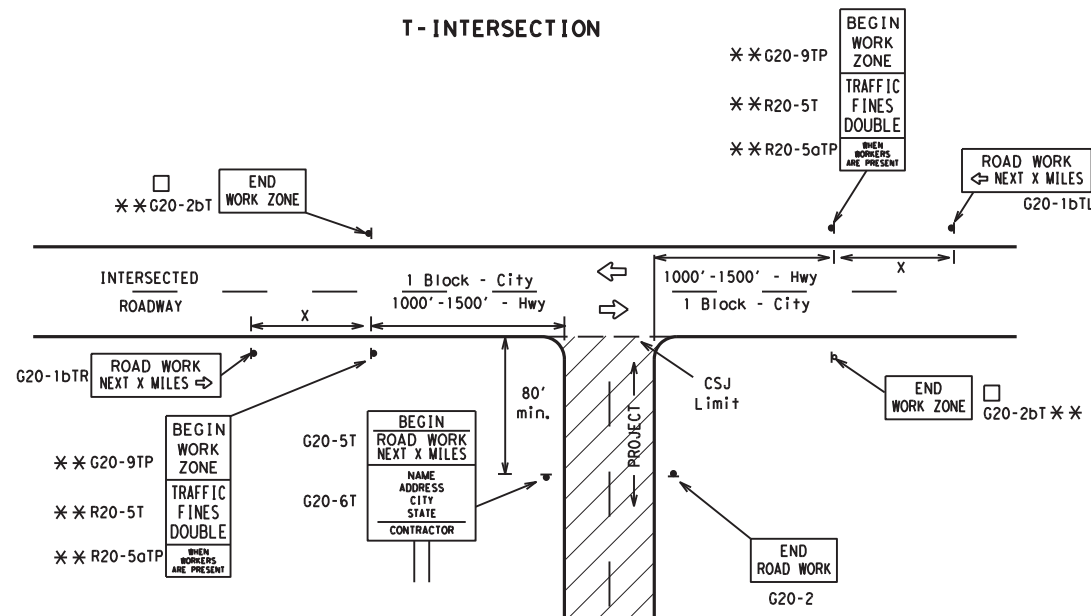 T-INTERSECTION
BEGIN
WORK
ZONE
TRAFFIC
FINES
DOUBLE
WHEN
WORKERS
ARE PRESENT
**G20-9TP
**R20-5T
**R20-5aTP
ROAD WORK
⇦ NEXT X MILES
G20-1bTL
□
**G20-2bT
END
WORK ZONE
INTERSECTED
ROADWAY
X
1 Block - City
1000'-1500' - Hwy
1000'-1500' - Hwy
1 Block - City
X
G20-1bTR
ROAD WORK
NEXT X MILES ⇨
**G20-9TP
**R20-5T
**R20-5aTP
BEGIN
WORK
ZONE
TRAFFIC
FINES
DOUBLE
WHEN
WORKERS
ARE PRESENT
G20-5T
G20-6T
BEGIN
ROAD WORK
NEXT X MILES
NAME
ADDRESS
CITY
STATE
CONTRACTOR
80'
min.
PROJECT
CSJ
Limit
END
WORK ZONE
□
G20-2bT**
END
ROAD WORK
G20-2